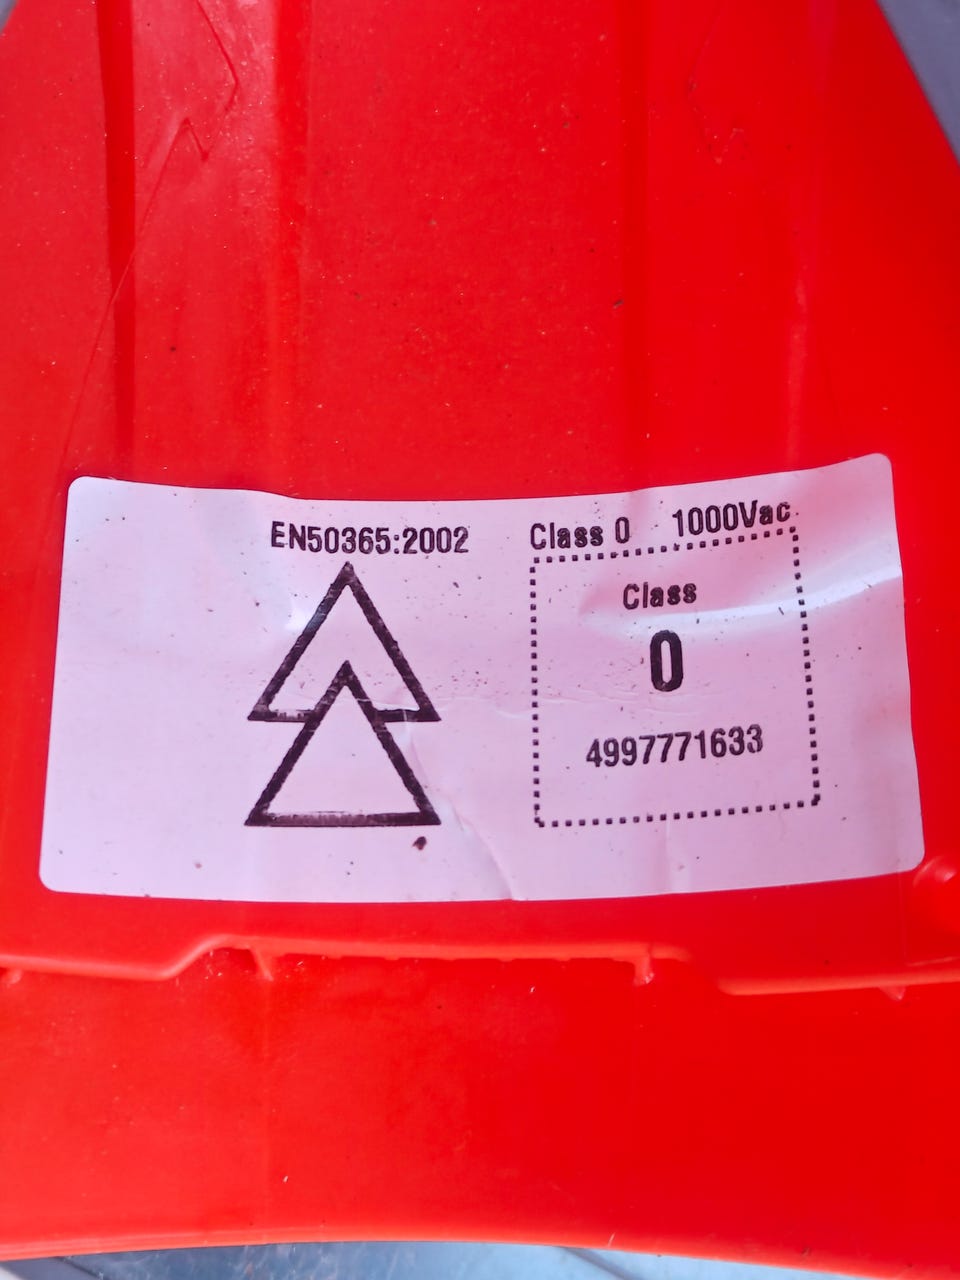 EN50365:2002
Class 0 1000Vac
Class
0
4997771633